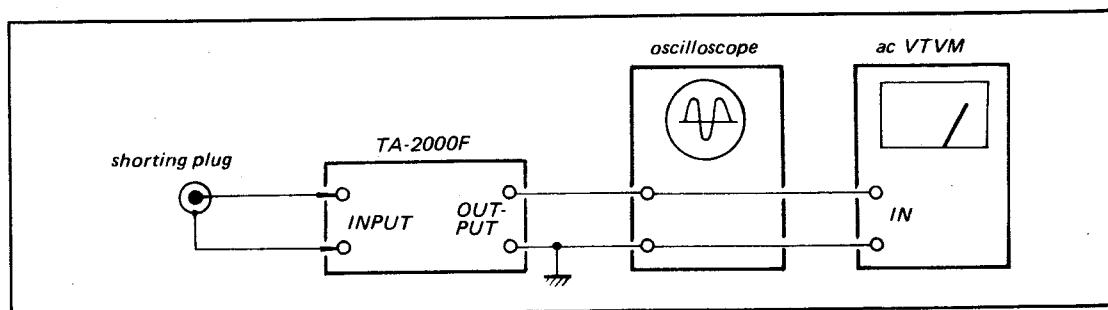 oscilloscope
ac VTVM
TA-2000F
shorting plug
INPUT
OUT-
PUT
IN